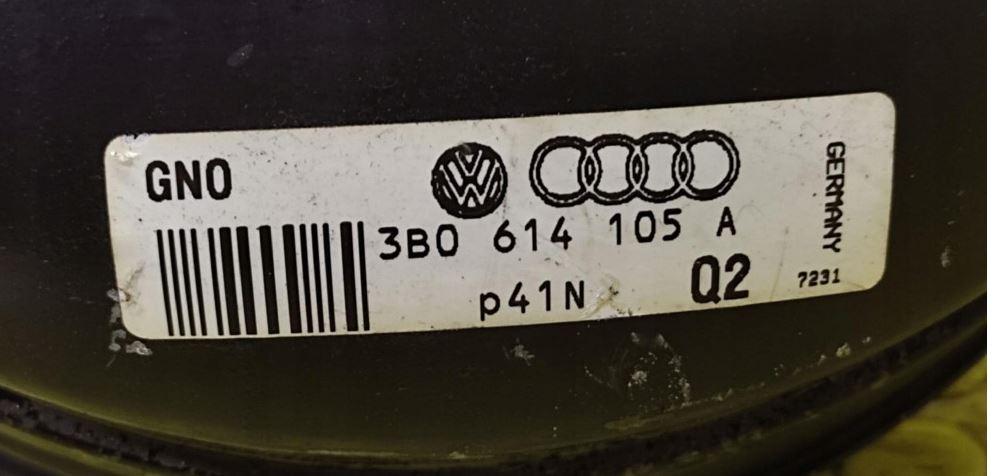 GNO
3B0 614 105 A
p41N Q2
7231
GERMANY